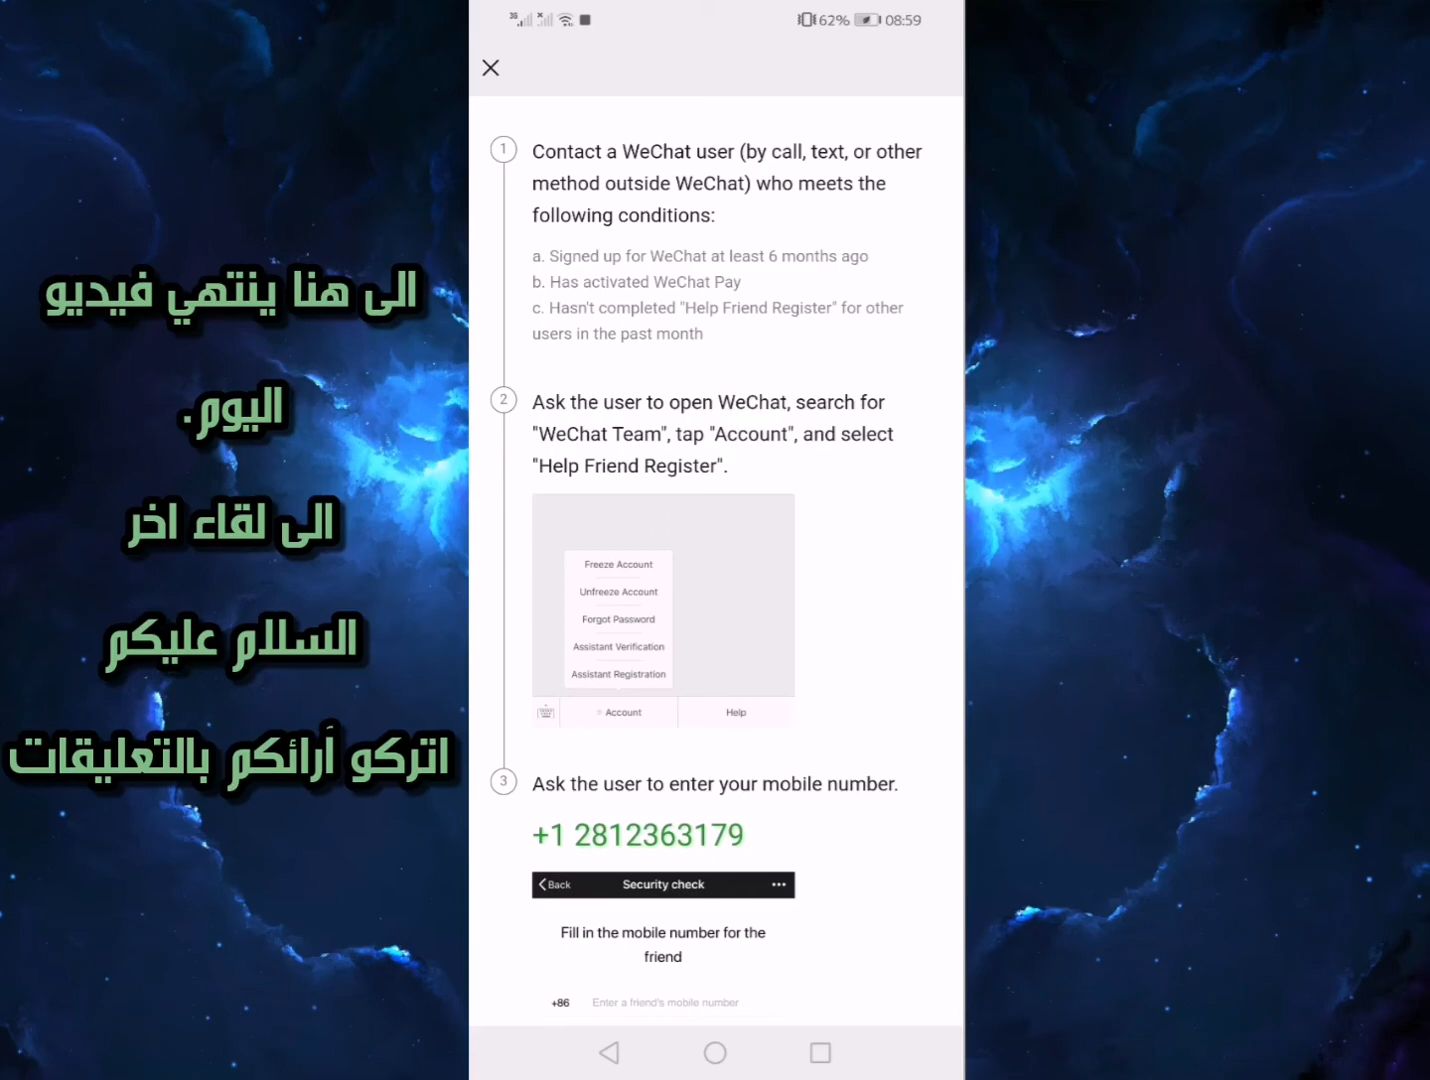 الى هنا ينتهي فيديو
اليوم.
الى لقاء اخر
السلام عليكم
اتركو أرائكم بالتعليقات
3G
62%
08:59
1
Contact a WeChat user (by call, text, or other
method outside WeChat) who meets the
following conditions:
a. Signed up for WeChat at least 6 months ago
b. Has activated WeChat Pay
c. Hasn't completed "Help Friend Register" for other
users in the past month
2
Ask the user to open WeChat, search for
"WeChat Team", tap "Account", and select
"Help Friend Register".
Freeze Account
Unfreeze Account
Forgot Password
Assistant Verification
Assistant Registration
Account
Help
3
Ask the user to enter your mobile number.
+1 2812363179
Back
Security check
Fill in the mobile number for the
friend
+86
Enter a friend's mobile number